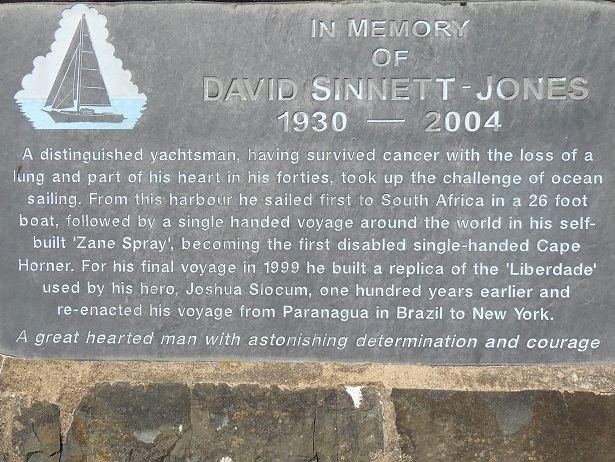 IN MEMORY
OF
DAVID SINNETT-JONES
1930 — 2004
A distinguished yachtsman, having survived cancer with the loss of a
lung and part of his heart in his forties, took up the challenge of ocean
sailing. From this harbour he sailed first to South Africa in a 26 foot
boat, followed by a single handed voyage around the world in his self-
built 'Zane Spray', becoming the first disabled single-handed Cape
Horner. For his final voyage in 1999 he built a replica of the 'Liberdade'
used by his hero, Joshua Slocum, one hundred years earlier and
re-enacted his voyage from Paranagua in Brazil to New York.
A great hearted man with astonishing determination and courage